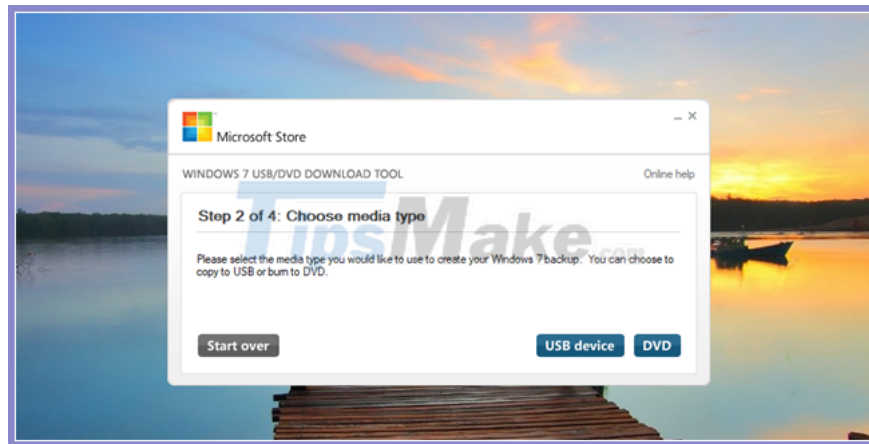 Microsoft Store
WINDOWS 7 USB/DVD DOWNLOAD TOOL Online help
Step 2 of 4: Choose media type
TipsMake.com
Please select the media type you would like to use to create your Windows 7 backup. You can choose to
copy to USB or burn to DVD.
Start over USB device DVD